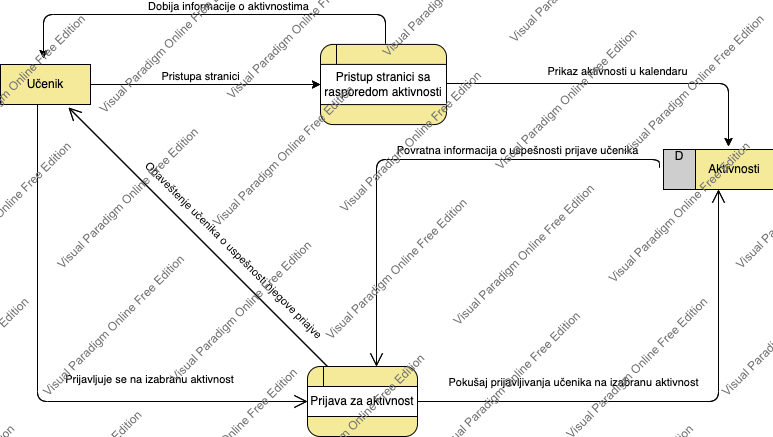 Dobija informacije o aktivnostima
Učenik
Pristupa stranici
Pristup stranici sa
rasporedom aktivnosti
Prikaz aktivnosti u kalendaru
Povratna informacija o uspešnosti prijave učenika
D
Aktivnosti
Obaveštenje učenika o uspešnosti njegove priajve
Prijavljuje se na izabranu aktivnost
Prijava za aktivnost
Pokušaj prijavljivanja učenika na izabranu aktivnost
Visual Paradigm Online Free Edition